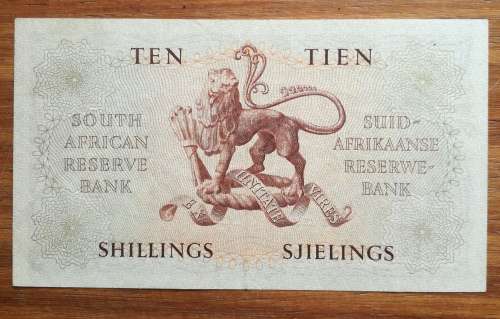 TEN TIEN
SOUTH
AFRICAN
RESERVE
BANK
SUID-
AFRIKAANSE
RESERWE-
BANK
EX UNITATE VIRES
SHILLINGS SJIELINGS